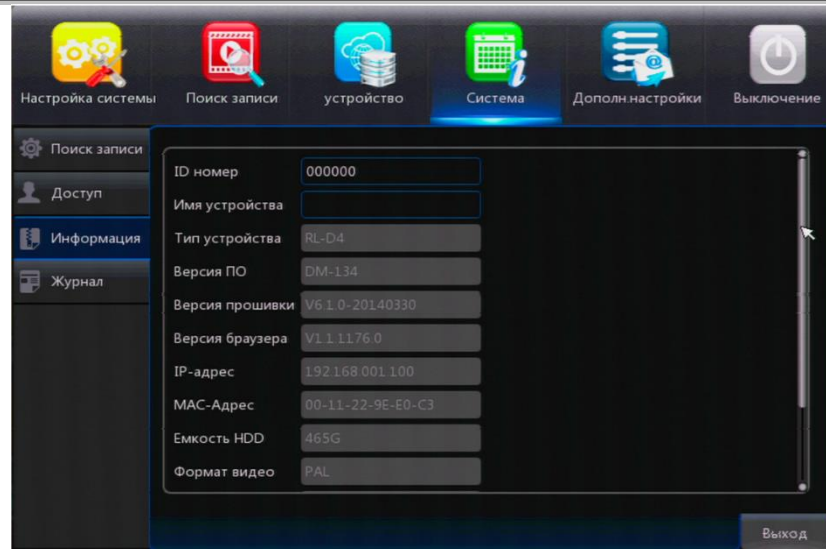 Настройка системы Поиск записи устройство Система Дополн.настройки Выключение
Поиск записи
Доступ
Информация
Журнал
ID номер 000000
Имя устройства
Тип устройства RL-D4
Версия ПО DM-134
Версия прошивки V6.1.0-20140330
Версия браузера V1.1.1176.0
IP-адрес 192.168.001.100
MAC-Адрес 00-11-22-9E-E0-C3
Емкость HDD 465G
Формат видео PAL
Выход